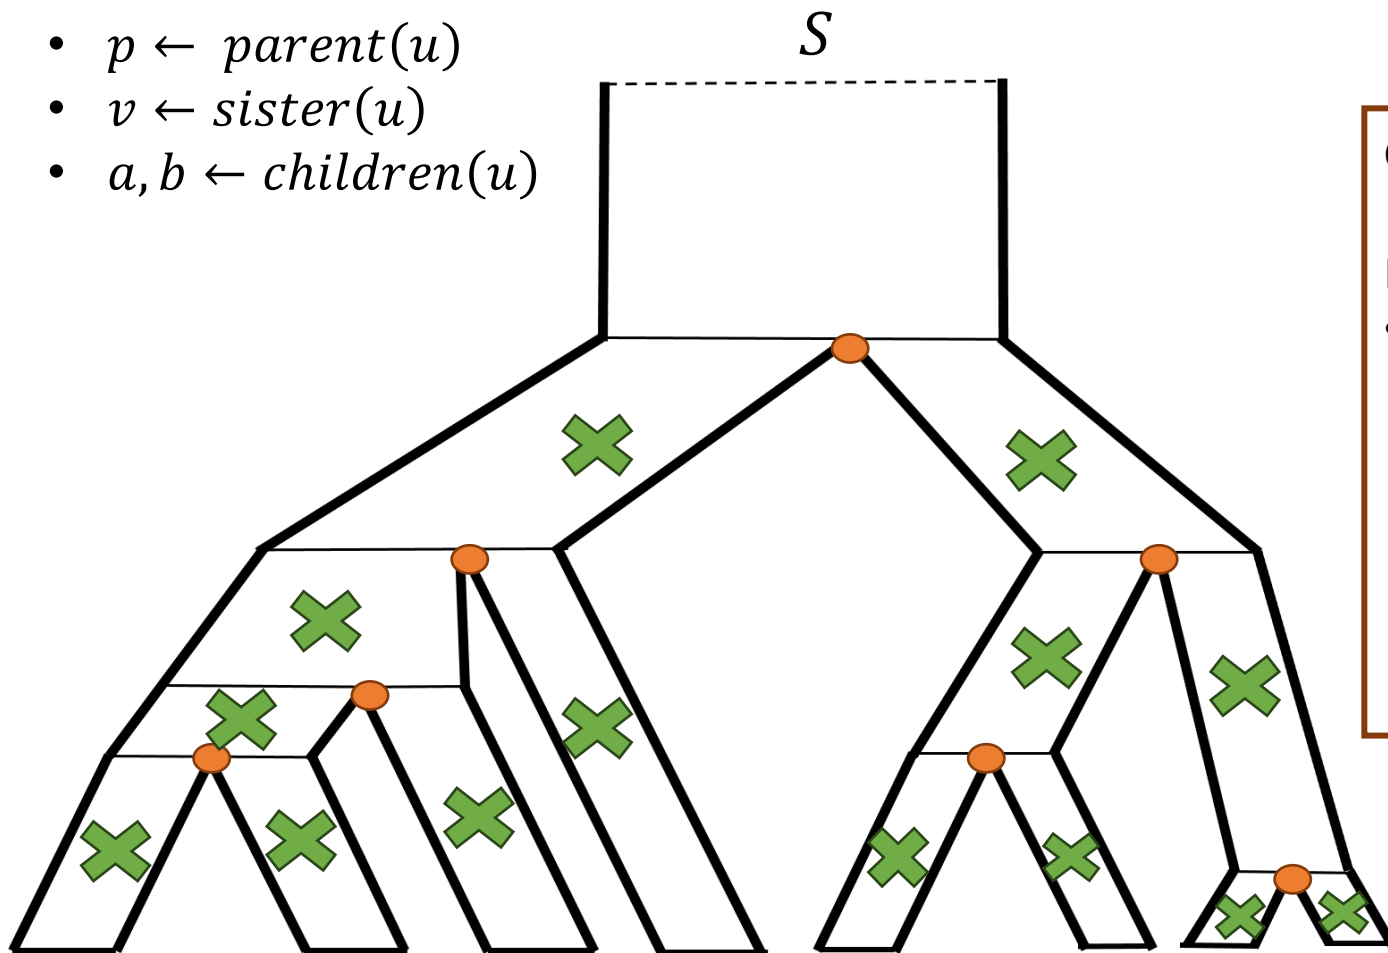 • p ← parent(u)
• v ← sister(u)
• a, b ← children(u)
S